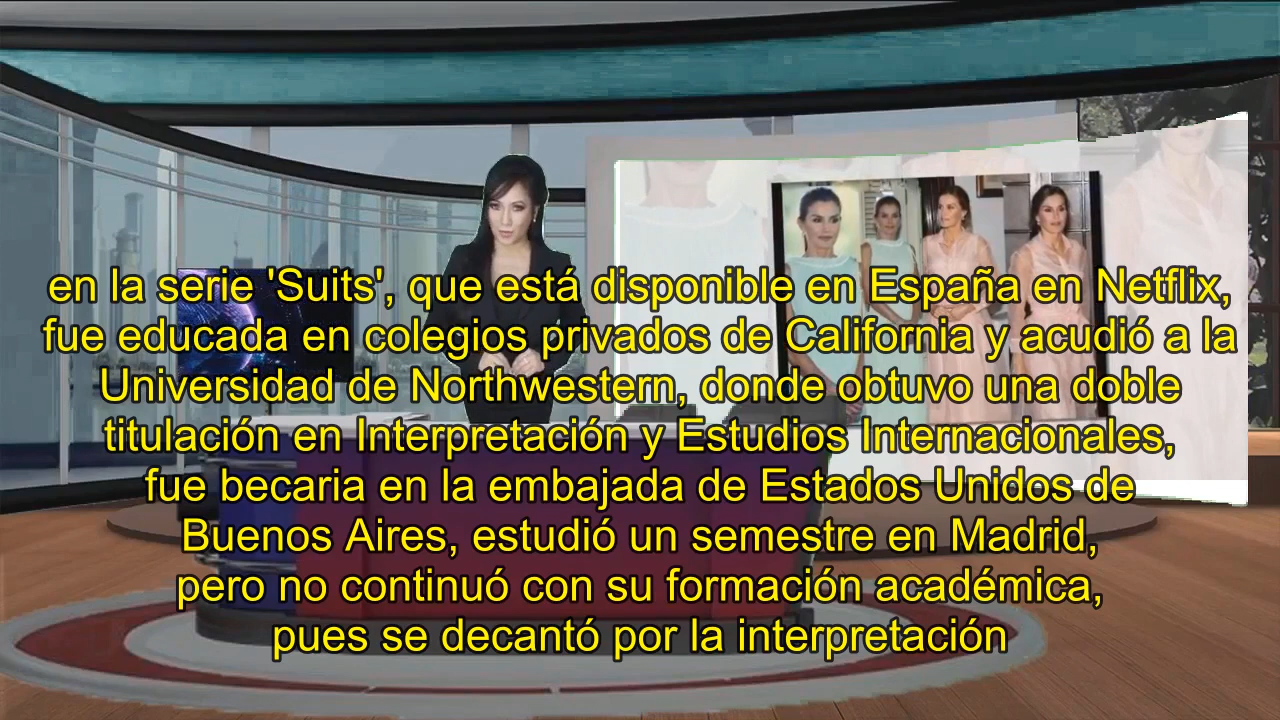 en la serie 'Suits', que está disponible en España en Netflix,
fue educada en colegios privados de California y acudió a la
Universidad de Northwestern, donde obtuvo una doble
titulación en Interpretación y Estudios Internacionales,
fue becaria en la embajada de Estados Unidos de
Buenos Aires, estudió un semestre en Madrid,
pero no continuó con su formación académica,
pues se decantó por la interpretación